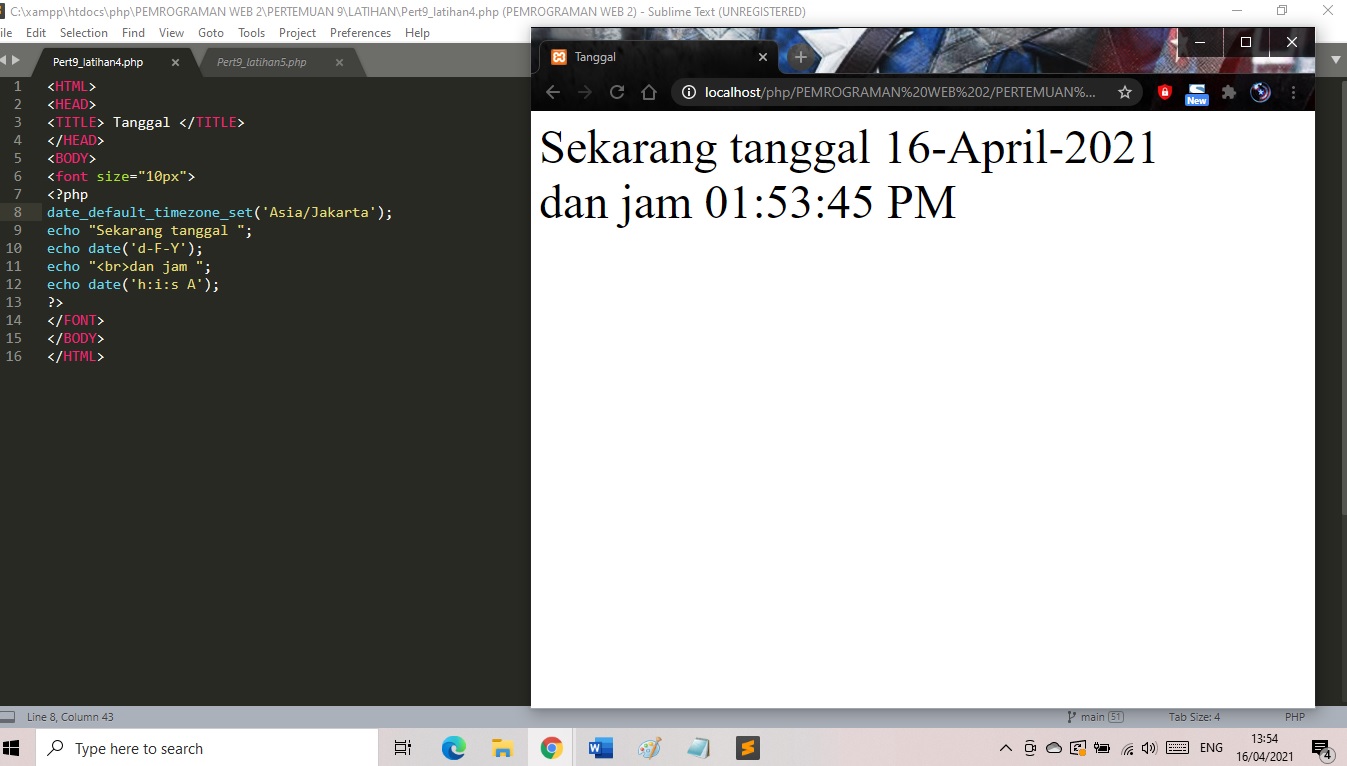 C:\xampp\htdocs\php\PEMROGRAMAN WEB 2\PERTEMUAN 9\LATIHAN\Pert9_latihan4.php (PEMROGRAMAN WEB 2) - Sublime Text (UNREGISTERED)
ile Edit Selection Find View Goto Tools Project Preferences Help
Pert9_latihan4.php × Pert9_latihan5.php ×
1 <HTML>
2 <HEAD>
3 <TITLE> Tanggal </TITLE>
4 </HEAD>
5 <BODY>
6 <font size="10px">
7 <?php
8 date_default_timezone_set('Asia/Jakarta');
9 echo "Sekarang tanggal ";
10 echo date('d-F-Y');
11 echo "<br>dan jam ";
12 echo date('h:i:s A');
13 ?>
14 </FONT>
15 </BODY>
16 </HTML>
Tanggal
localhost/php/PEMROGRAMAN%20WEB%202/PERTEMUAN%...
New
Sekarang tanggal 16-April-2021
dan jam 01:53:45 PM
Line 8, Column 43 main 51 Tab Size: 4 PHP
Type here to search
ENG
13:54
16/04/2021
4